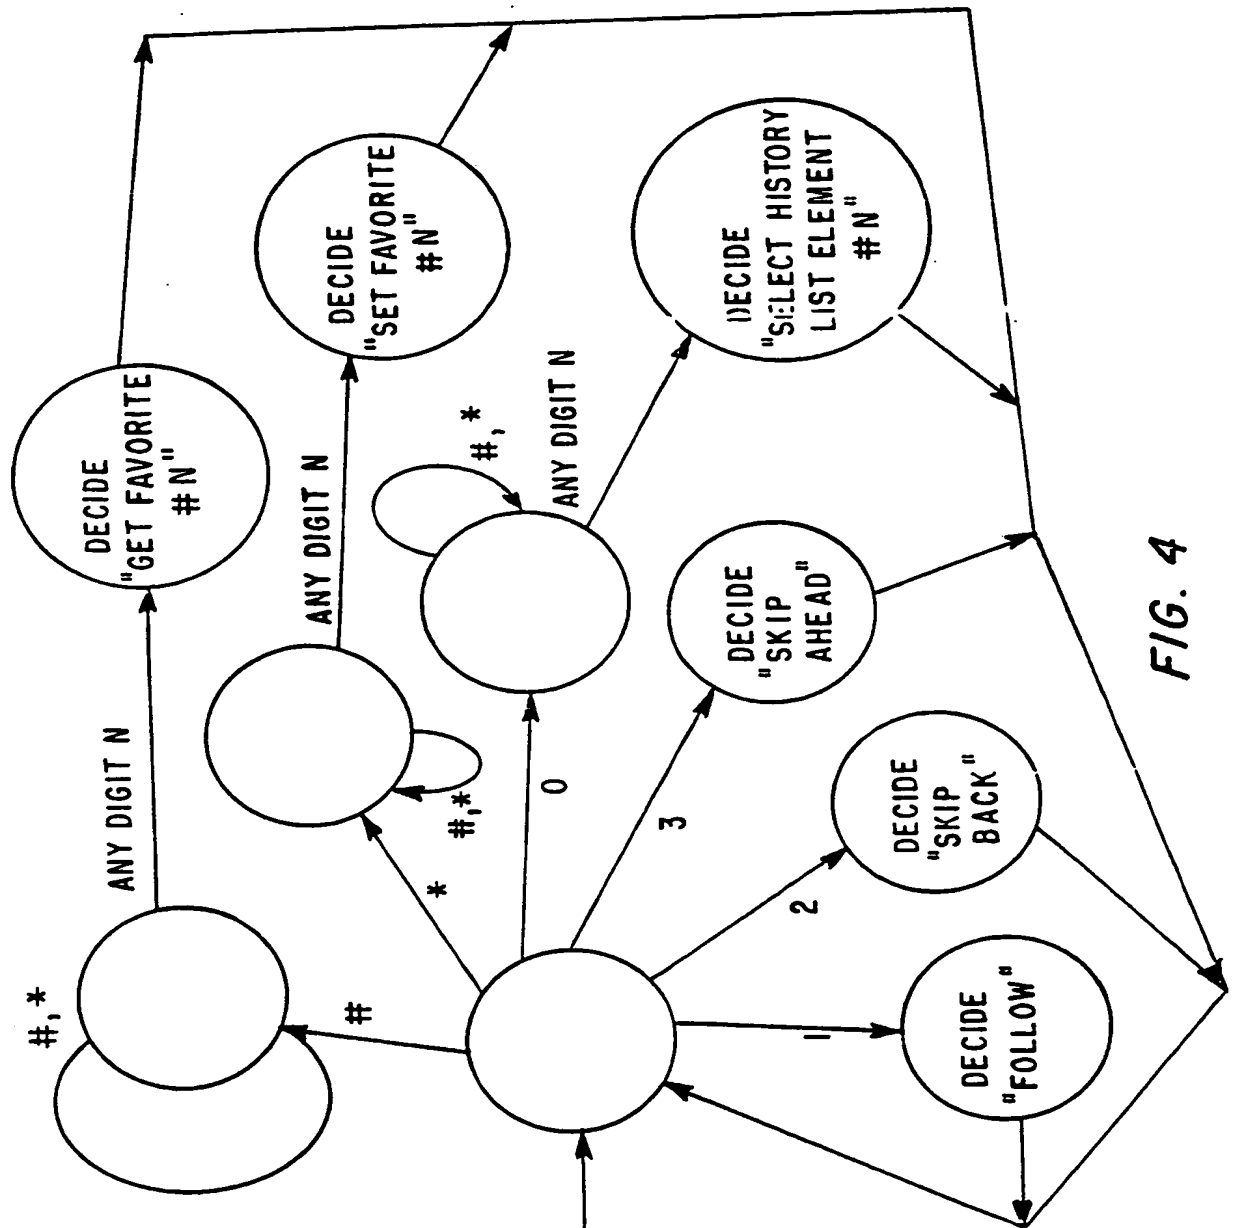 #,*
#
ANY DIGIT N
DECIDE
"GET FAVORITE
#N"
*
#,*
ANY DIGIT N
DECIDE
"SET FAVORITE
#N"
0
#,*
ANY DIGIT N
DECIDE
"SELECT HISTORY
LIST ELEMENT
#N"
3
DECIDE
"SKIP
AHEAD"
2
DECIDE
"SKIP
BACK"
1
DECIDE
"FOLLOW"
FIG. 4